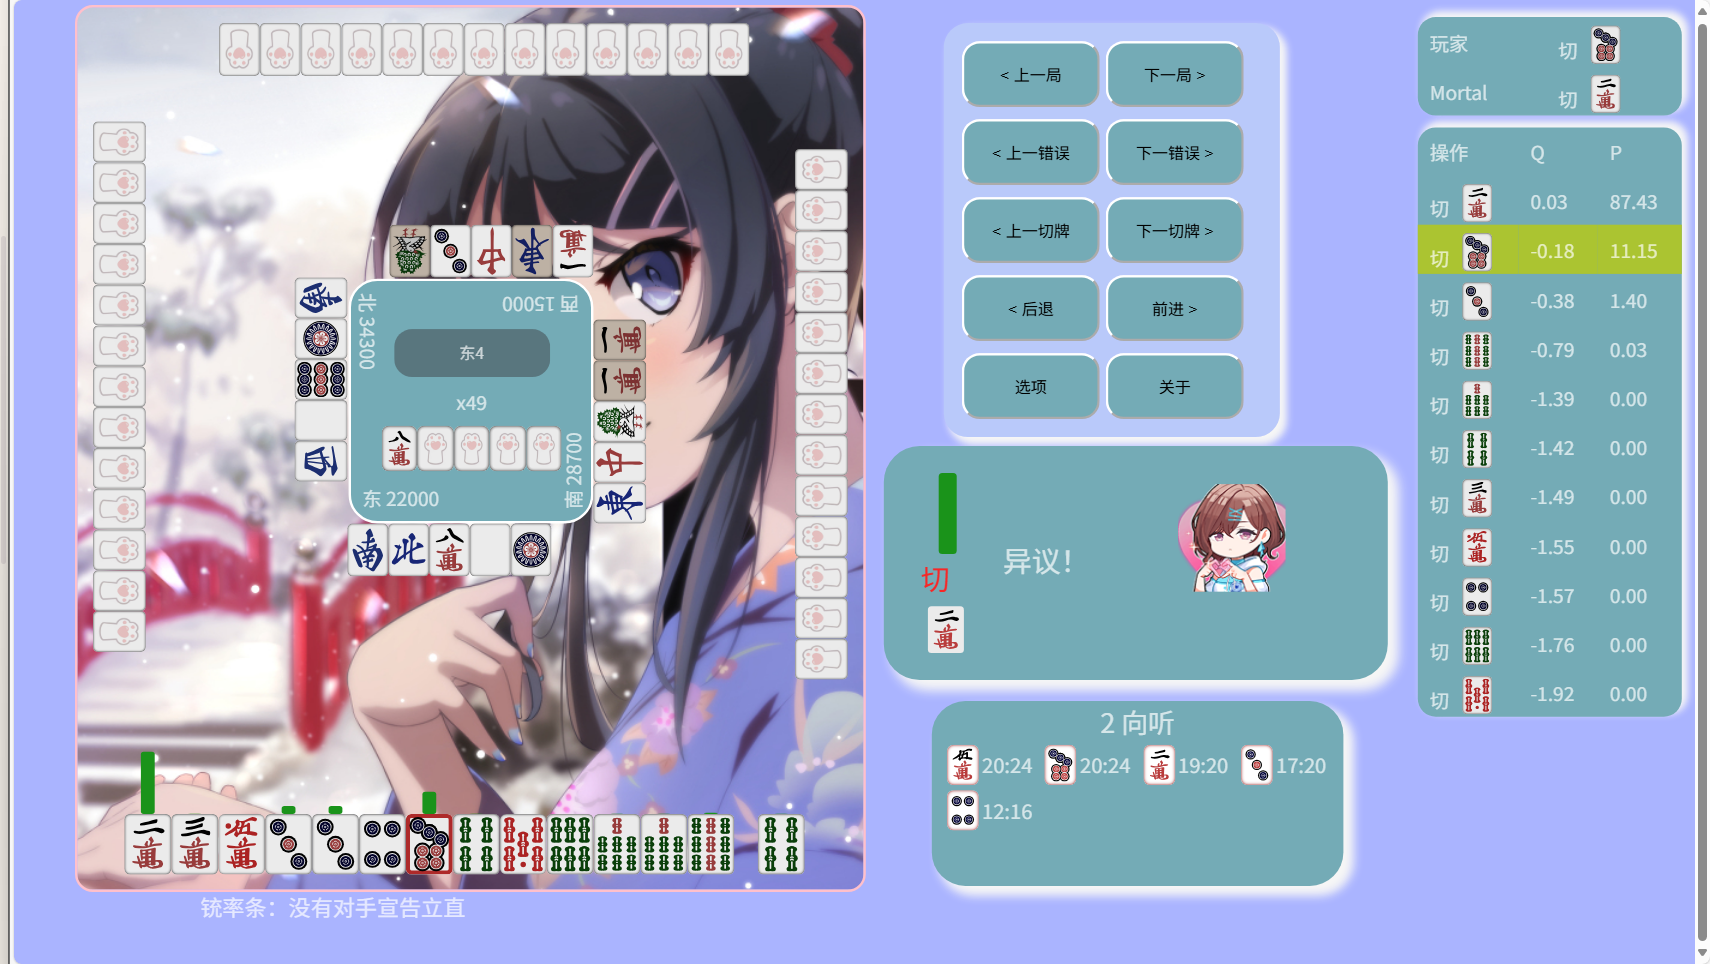 北 34300
西 15000
东4
x49
东 22000
南 28700
铳率条：没有对手宣告立直
< 上一局
下一局 >
< 上一错误
下一错误 >
< 上一切牌
下一切牌 >
< 后退
前进 >
选项
关于
切
异议！
2 向听
20:24 20:24 19:20 17:20
12:16
玩家 切
Mortal 切
操作 Q P
切 0.03 87.43
切 -0.18 11.15
切 -0.38 1.40
切 -0.79 0.03
切 -1.39 0.00
切 -1.42 0.00
切 -1.49 0.00
切 -1.55 0.00
切 -1.57 0.00
切 -1.76 0.00
切 -1.92 0.00